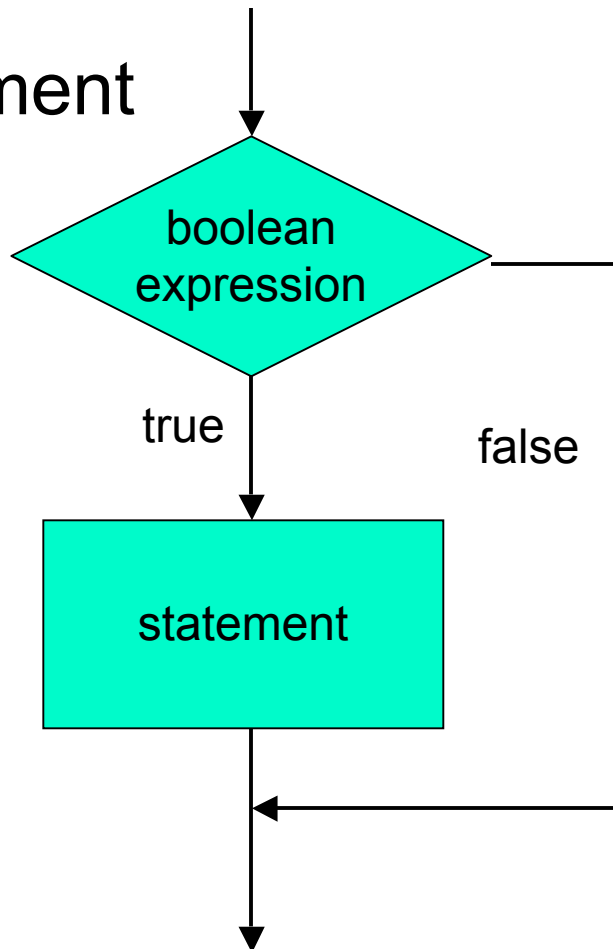 ment
boolean
expression
true
false
statement